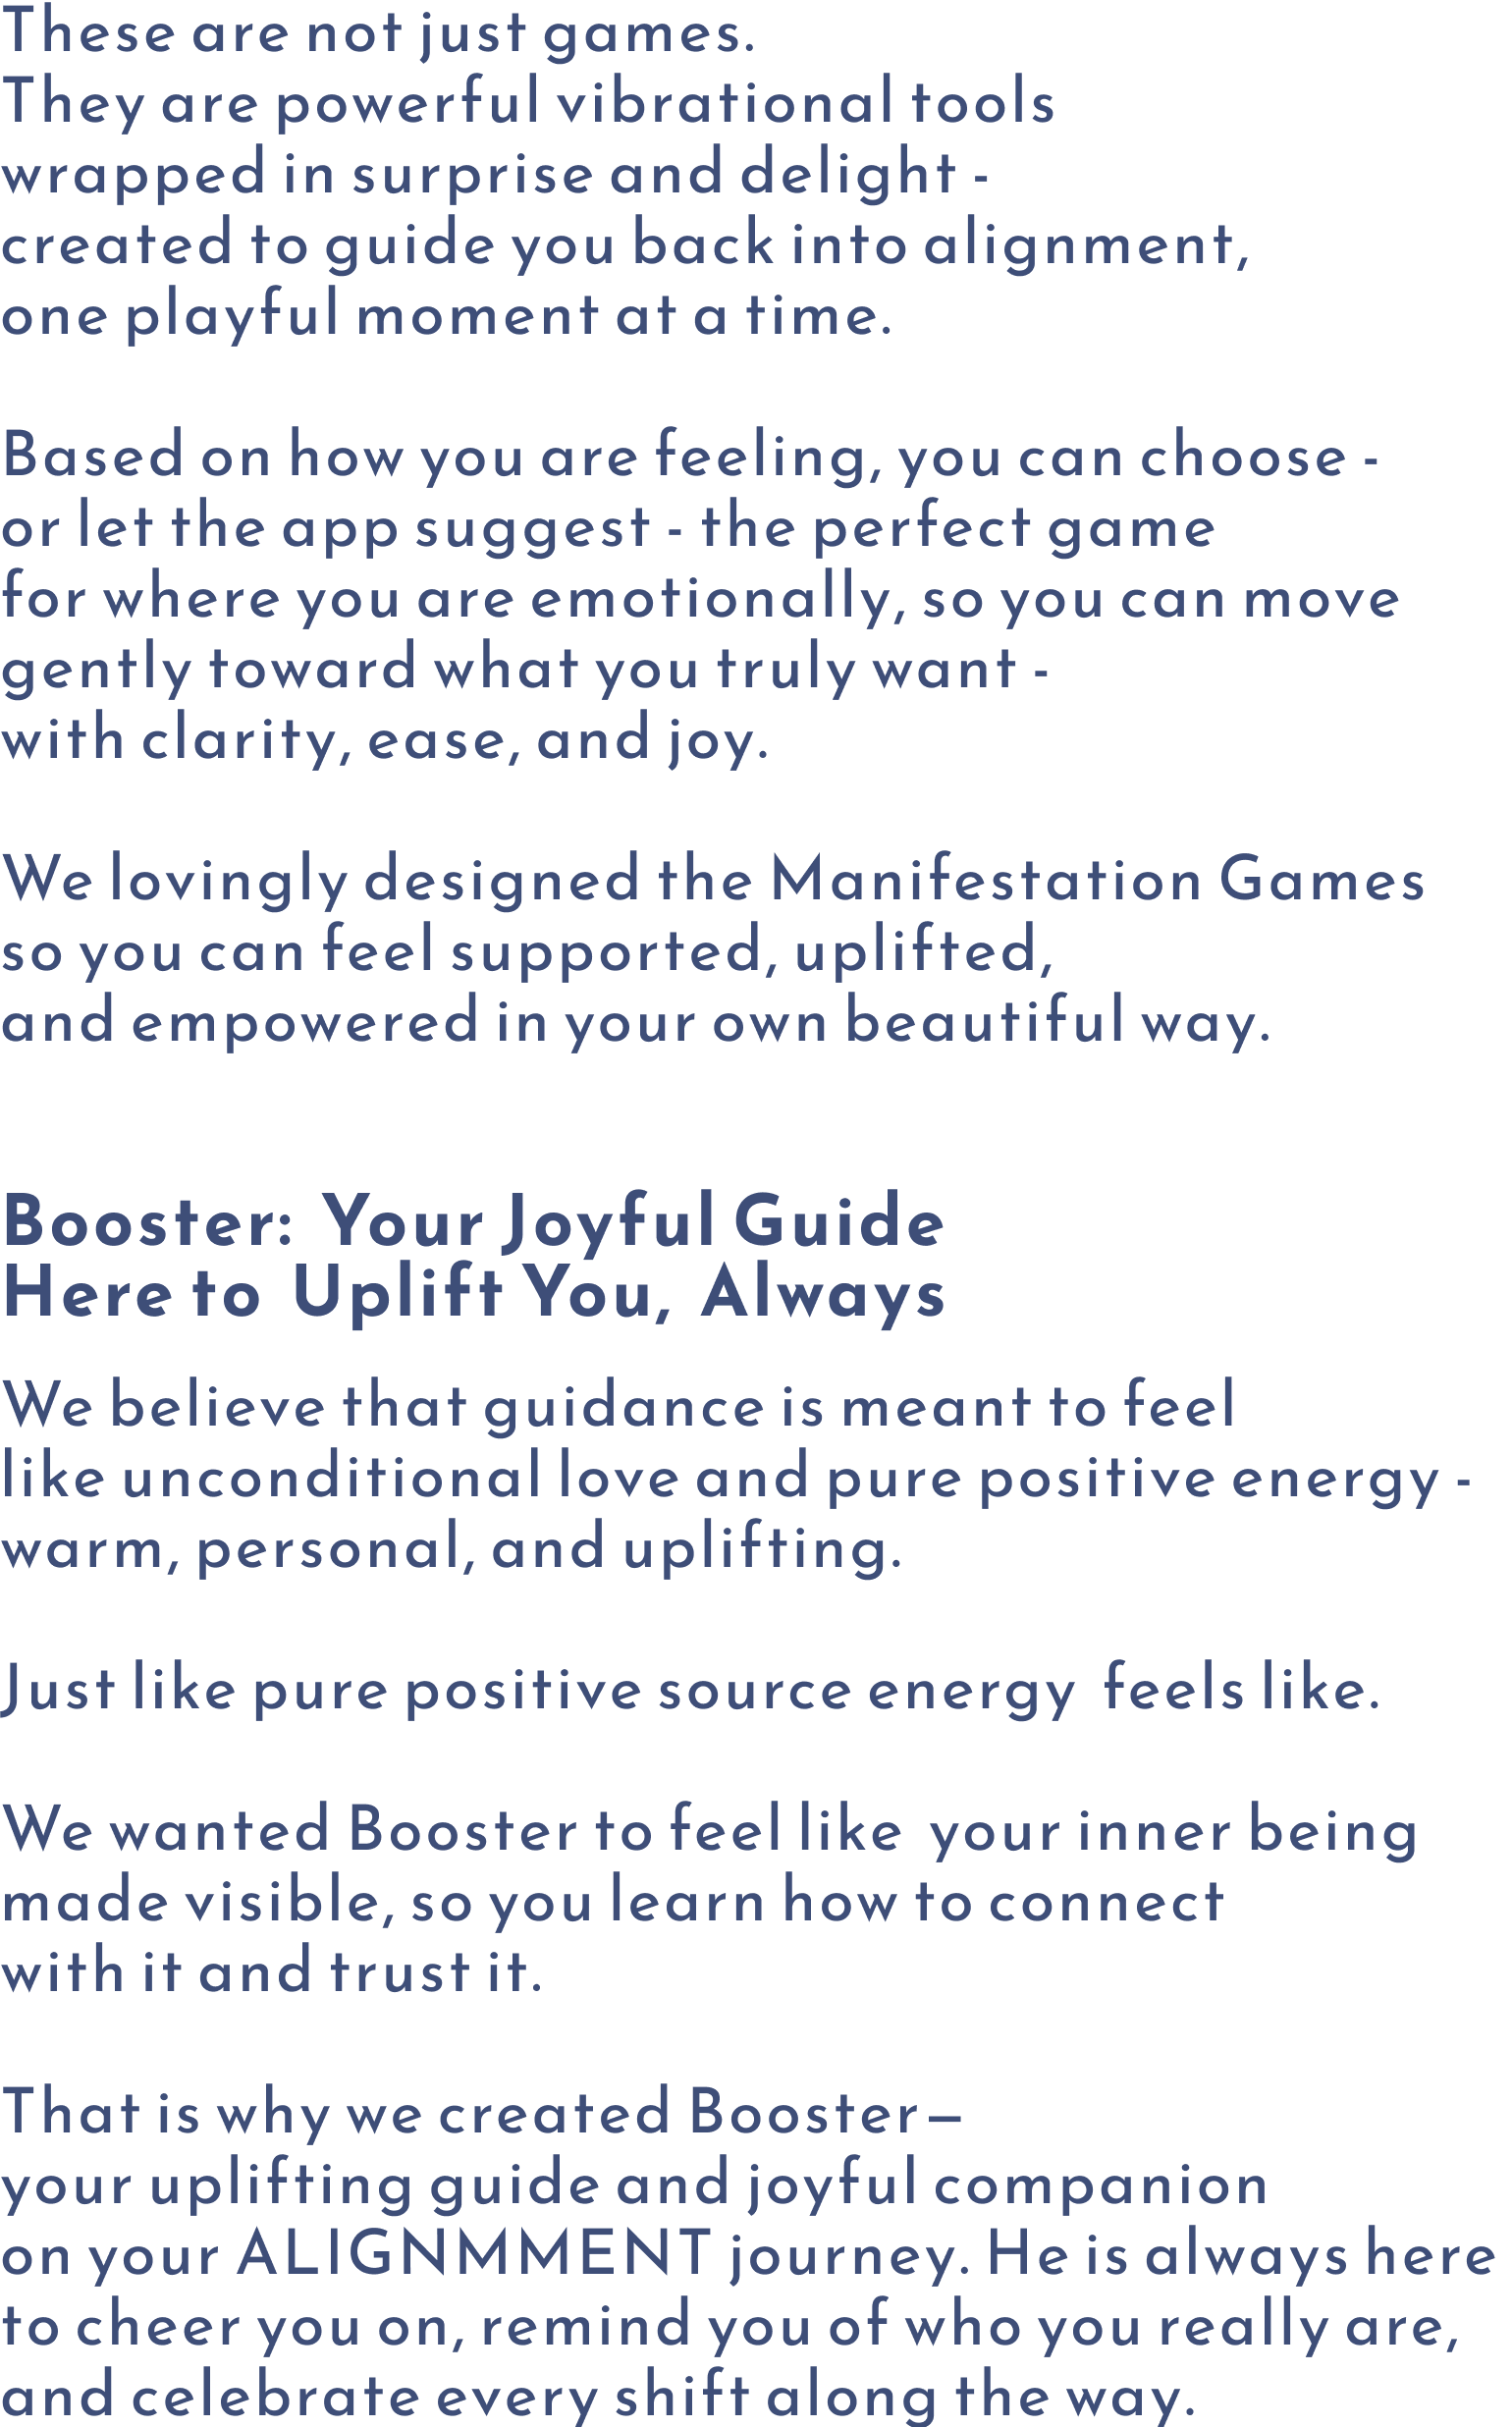 These are not just games.
They are powerful vibrational tools
wrapped in surprise and delight -
created to guide you back into alignment,
one playful moment at a time.
Based on how you are feeling, you can choose -
or let the app suggest - the perfect game
for where you are emotionally, so you can move
gently toward what you truly want -
with clarity, ease, and joy.
We lovingly designed the Manifestation Games
so you can feel supported, uplifted,
and empowered in your own beautiful way.
Booster: Your Joyful Guide
Here to Uplift You, Always
We believe that guidance is meant to feel
like unconditional love and pure positive energy -
warm, personal, and uplifting.
Just like pure positive source energy feels like.
We wanted Booster to feel like your inner being
made visible, so you learn how to connect
with it and trust it.
That is why we created Booster—
your uplifting guide and joyful companion
on your ALIGNMMENT journey. He is always here
to cheer you on, remind you of who you really are,
and celebrate every shift along the way.